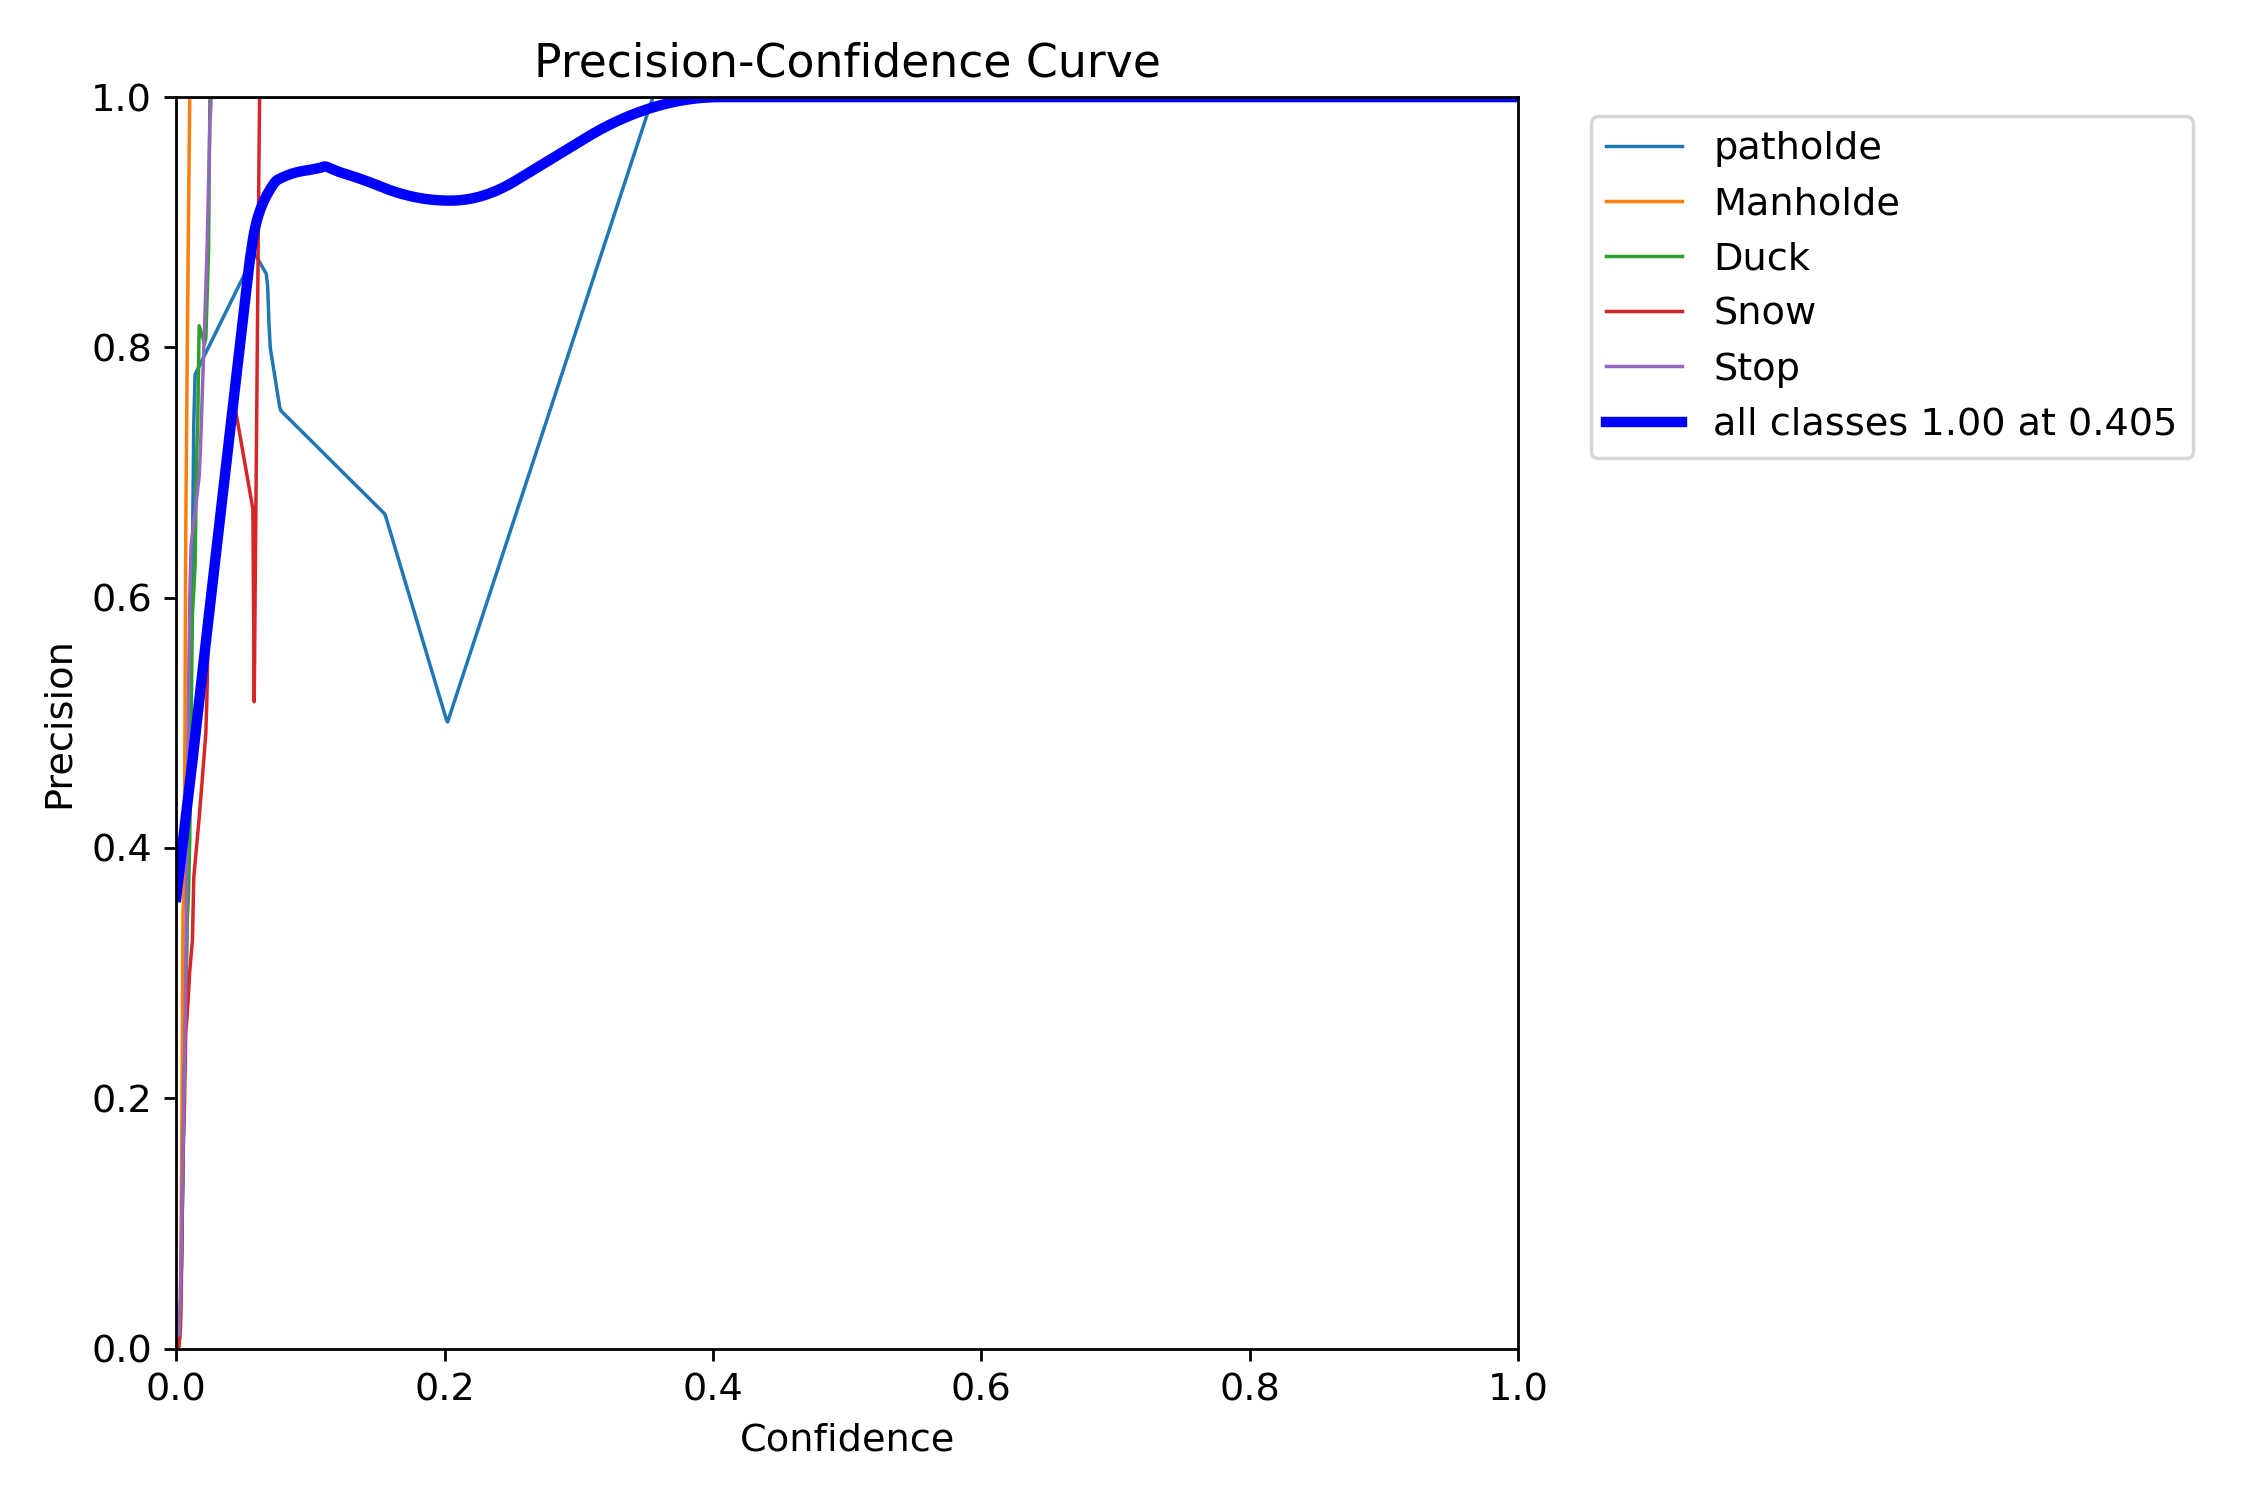 Precision-Confidence Curve
1.0
0.8
0.6
0.4
0.2
0.0
Precision
0.0 0.2 0.4 0.6 0.8 1.0
Confidence
patholde
Manholde
Duck
Snow
Stop
all classes 1.00 at 0.405